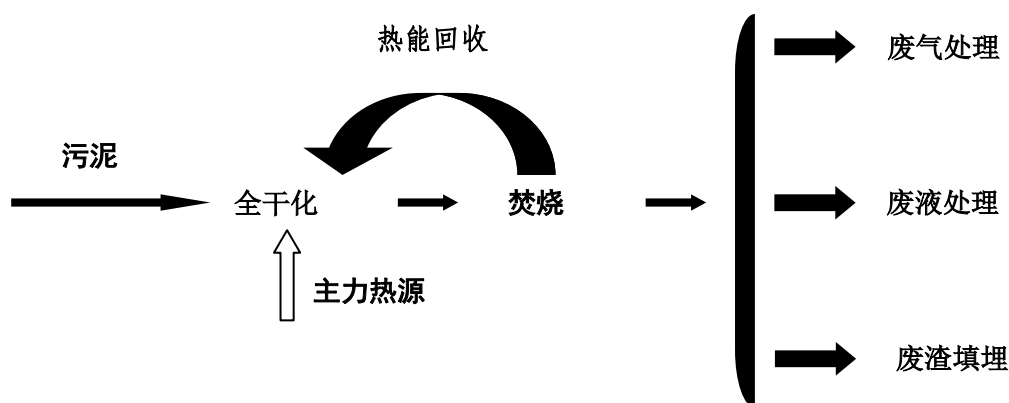 热能回收
废气处理
污泥
全干化
焚烧
废液处理
主力热源
废渣填埋